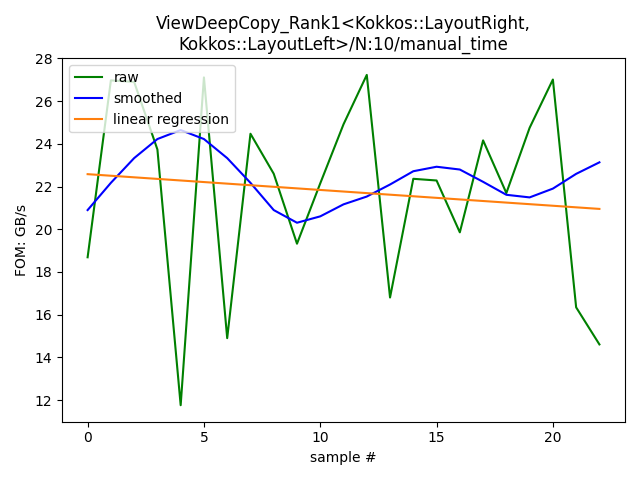 ViewDeepCopy_Rank1<Kokkos::LayoutRight,
Kokkos::LayoutLeft>/N:10/manual_time
raw
smoothed
linear regression
FOM: GB/s
28
26
24
22
20
18
16
14
12
0
5
10
15
20
sample #